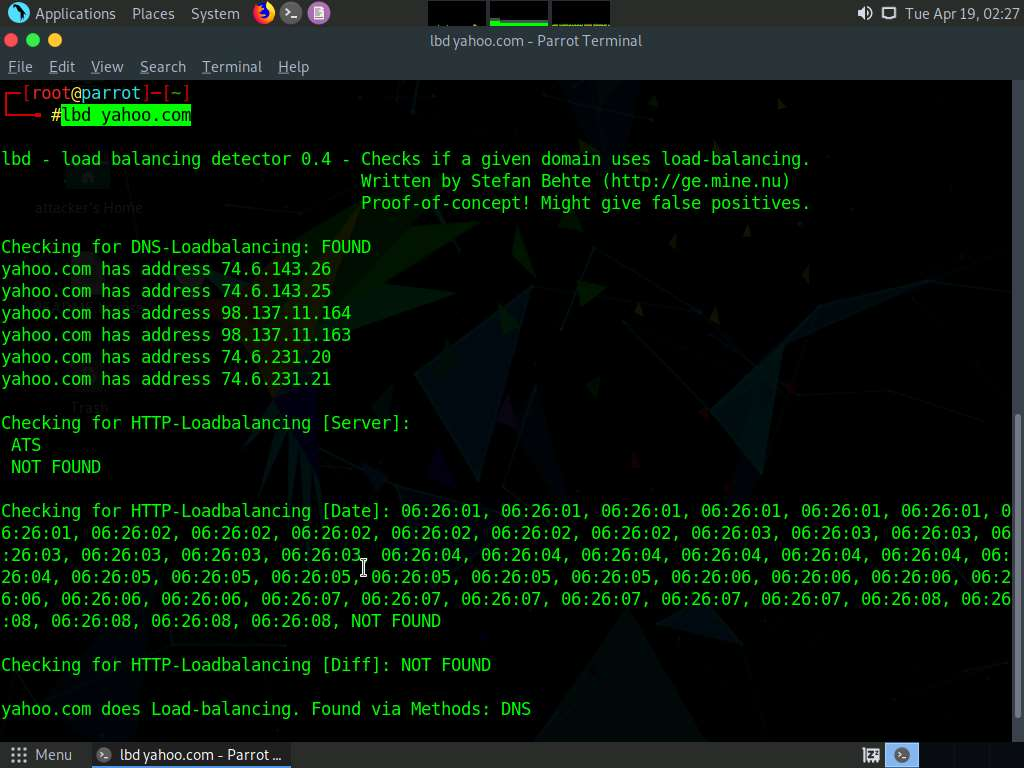 Applications Places System Tue Apr 19, 02:27
lbd yahoo.com - Parrot Terminal
File Edit View Search Terminal Help
[root@parrot]─[~]
#lbd yahoo.com
lbd - load balancing detector 0.4 - Checks if a given domain uses load-balancing.
Written by Stefan Behte (http://ge.mine.nu)
Proof-of-concept! Might give false positives.
attacker's Home
Checking for DNS-Loadbalancing: FOUND
yahoo.com has address 74.6.143.26
yahoo.com has address 74.6.143.25
yahoo.com has address 98.137.11.164
yahoo.com has address 98.137.11.163
yahoo.com has address 74.6.231.20
yahoo.com has address 74.6.231.21
Trash
Checking for HTTP-Loadbalancing [Server]:
ATS
NOT FOUND
Checking for HTTP-Loadbalancing [Date]: 06:26:01, 06:26:01, 06:26:01, 06:26:01, 06:26:01, 06:26:01, 0
6:26:01, 06:26:02, 06:26:02, 06:26:02, 06:26:02, 06:26:02, 06:26:02, 06:26:03, 06:26:03, 06:26:03, 06
:26:03, 06:26:03, 06:26:03, 06:26:03, 06:26:04, 06:26:04, 06:26:04, 06:26:04, 06:26:04, 06:26:04, 06:
26:04, 06:26:05, 06:26:05, 06:26:05, 06:26:05, 06:26:05, 06:26:05, 06:26:06, 06:26:06, 06:26:06, 06:2
6:06, 06:26:06, 06:26:06, 06:26:07, 06:26:07, 06:26:07, 06:26:07, 06:26:07, 06:26:07, 06:26:08, 06:26
:08, 06:26:08, 06:26:08, 06:26:08, NOT FOUND
Checking for HTTP-Loadbalancing [Diff]: NOT FOUND
yahoo.com does Load-balancing. Found via Methods: DNS
Menu lbd yahoo.com - Parrot ...